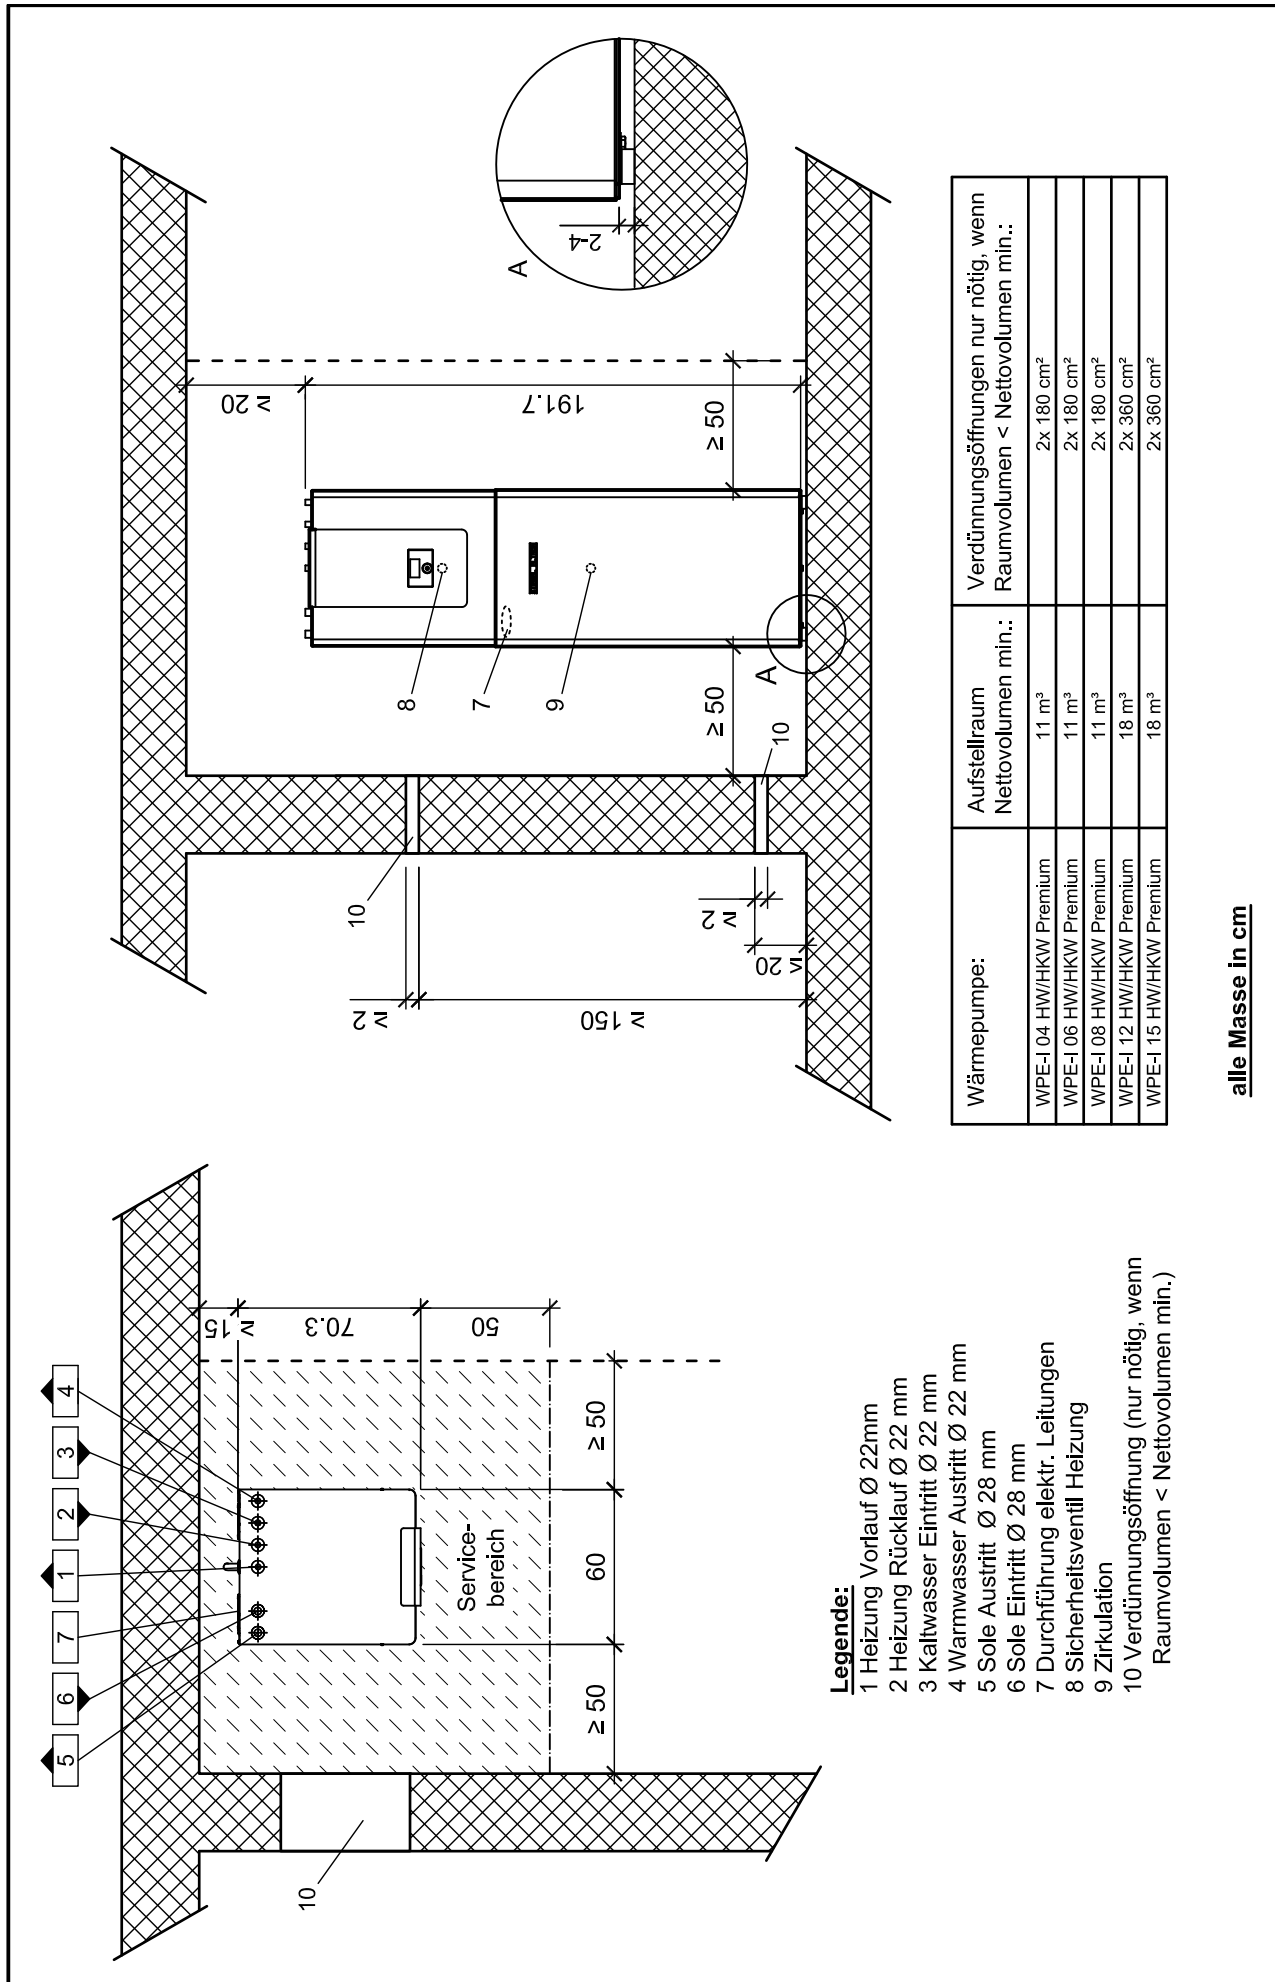 5
6
7
1
2
3
4
≥ 15
70.3
50
Service-
bereich
≥ 50
60
≥ 50
10
Legende:
1 Heizung Vorlauf Ø 22mm
2 Heizung Rücklauf Ø 22 mm
3 Kaltwasser Eintritt Ø 22 mm
4 Warmwasser Austritt Ø 22 mm
5 Sole Austritt Ø 28 mm
6 Sole Eintritt Ø 28 mm
7 Durchführung elektr. Leitungen
8 Sicherheitsventil Heizung
9 Zirkulation
10 Verdünnungsöffnung (nur nötig, wenn
Raumvolumen < Nettovolumen min.)
≥ 20
191.7
8
7
9
10
≥ 2
≥ 150
≥ 2
≤ 20
≥ 50
≥ 50
10
A
A
2-4
Wärmepumpe: Aufstellraum Nettovolumen min.: Verdünnungsöffnungen nur nötig, wenn Raumvolumen < Nettovolumen min.:
WPE-I 04 HW/HKW Premium 11 m³ 2x 180 cm²
WPE-I 06 HW/HKW Premium 11 m³ 2x 180 cm²
WPE-I 08 HW/HKW Premium 11 m³ 2x 180 cm²
WPE-I 12 HW/HKW Premium 18 m³ 2x 360 cm²
WPE-I 15 HW/HKW Premium 18 m³ 2x 360 cm²
alle Masse in cm